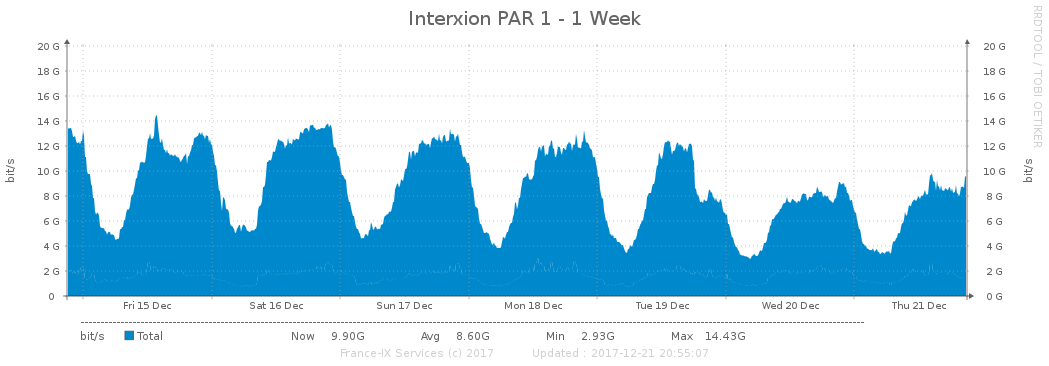 Interxion PAR 1 - 1 Week
RRDTOOL / TOBI OETIKER
20 G 20 G
18 G 18 G
16 G 16 G
14 G 14 G
12 G 12 G
10 G 10 G
8 G 8 G
6 G 6 G
4 G 4 G
2 G 2 G
0 0 G
bit/s
bit/s
Fri 15 Dec Sat 16 Dec Sun 17 Dec Mon 18 Dec Tue 19 Dec Wed 20 Dec Thu 21 Dec
bit/s Total Now 9.90G Avg 8.60G Min 2.93G Max 14.43G
France-IX Services (c) 2017 Updated : 2017-12-21 20:55:07